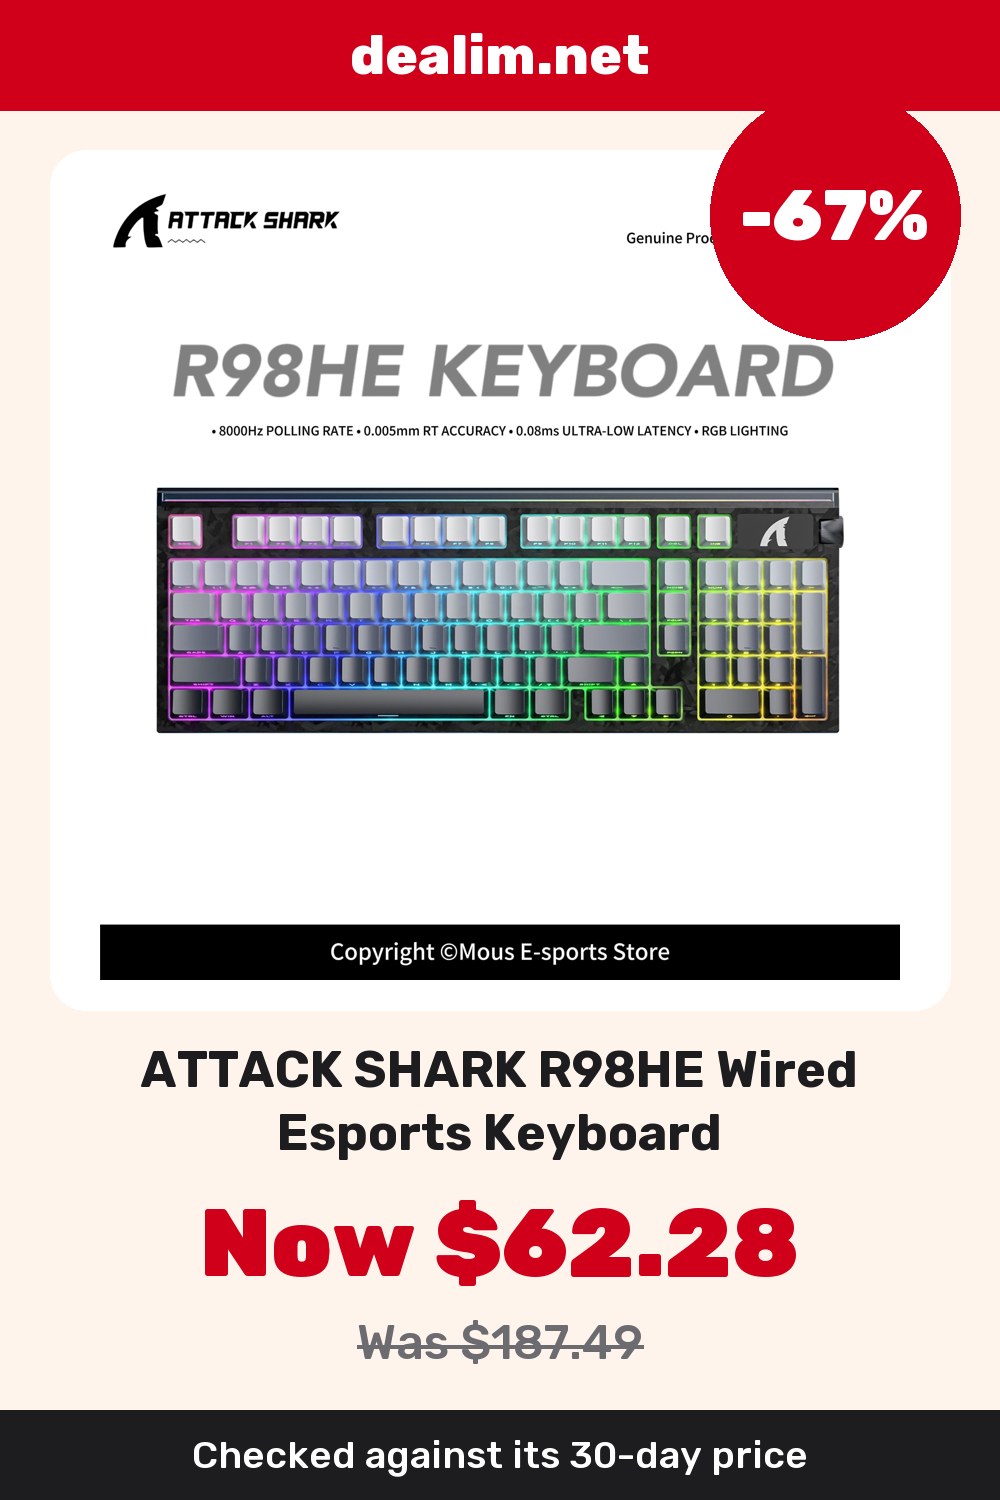 dealim.net
-67%
ATTACK SHARK
Genuine
R98HE KEYBOARD
• 8000Hz POLLING RATE • 0.005mm RT ACCURACY • 0.08ms ULTRA-LOW LATENCY • RGB LIGHTING
Copyright ©Mous E-sports Store
ATTACK SHARK R98HE Wired
Esports Keyboard
Now $62.28
Was $187.49
Checked against its 30-day price